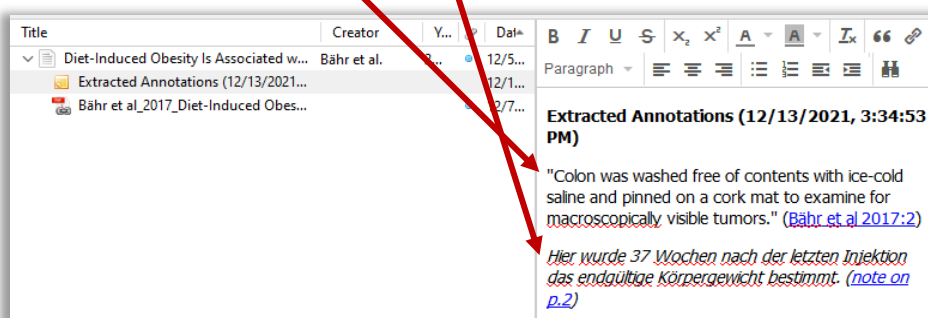 Title Creator Y... Dat
Diet-Induced Obesity Is Associated w... Bähr et al. 12/5...
Extracted Annotations (12/13/2021... 12/1...
Bähr et al_2017_Diet-Induced Obes... 12/7...
B I U S x₂ x² A A Tx
Paragraph
Extracted Annotations (12/13/2021, 3:34:53
PM)
"Colon was washed free of contents with ice-cold
saline and pinned on a cork mat to examine for
macroscopically visible tumors." (Bähr et al 2017:2)
Hier wurde 37 Wochen nach der letzten Injektion
das endgültige Körpergewicht bestimmt. (note on
p.2)